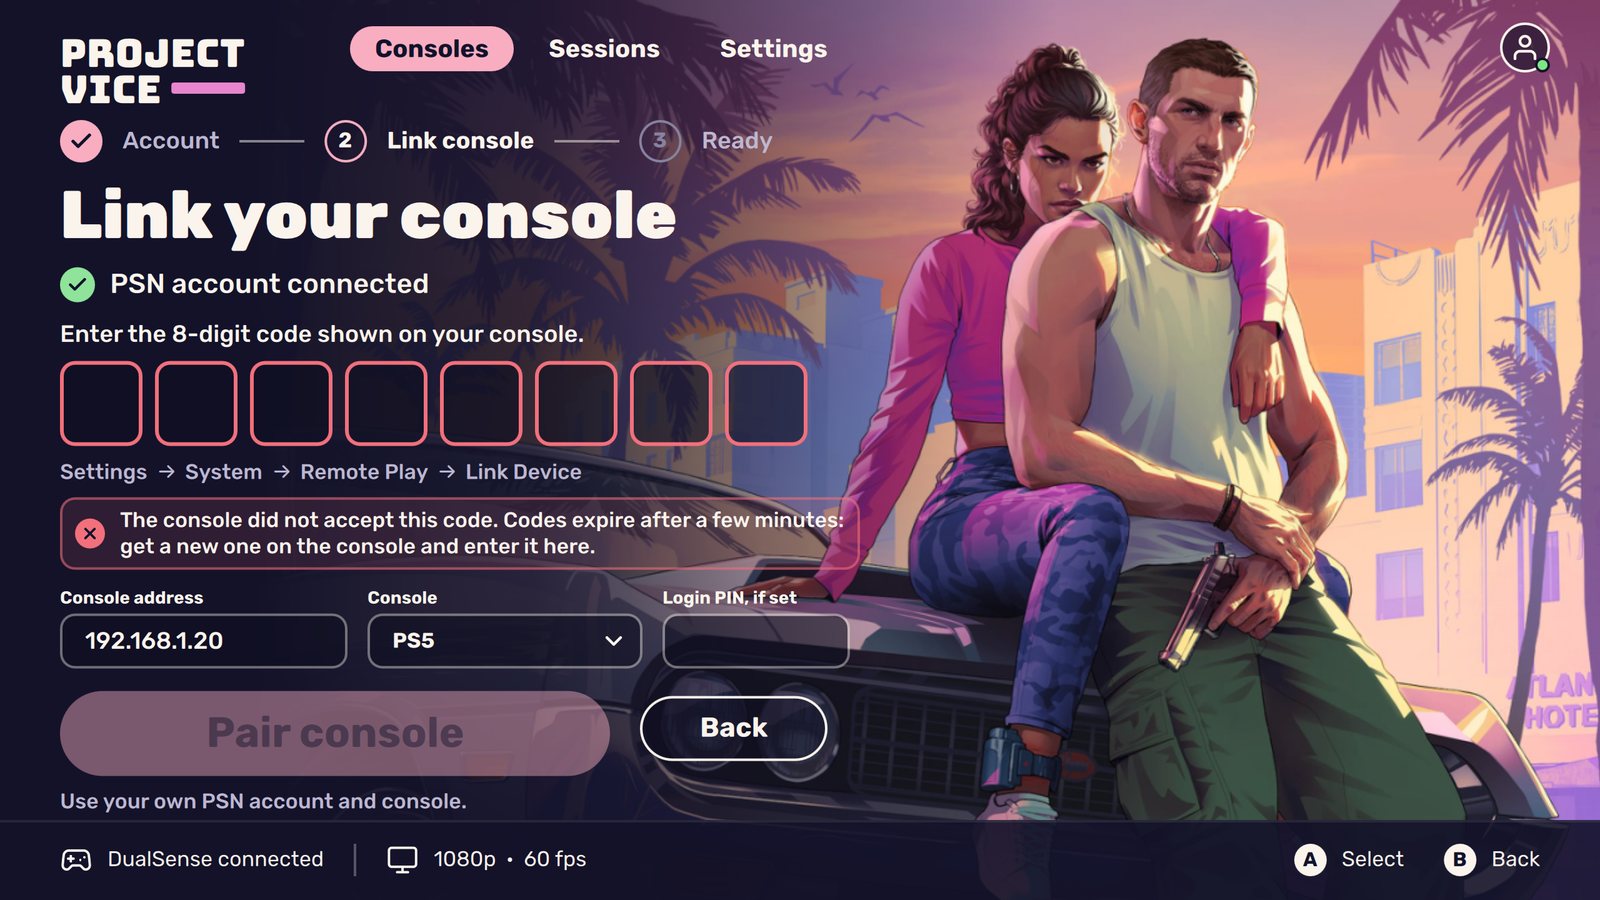 PROJECT
VICE
Consoles Sessions Settings
Account 2 Link console 3 Ready
Link your console
PSN account connected
Enter the 8-digit code shown on your console.
Settings → System → Remote Play → Link Device
The console did not accept this code. Codes expire after a few minutes:
get a new one on the console and enter it here.
Console address Console Login PIN, if set
192.168.1.20 PS5
Pair console Back
Use your own PSN account and console.
DualSense connected 1080p • 60 fps A Select B Back
HOTE